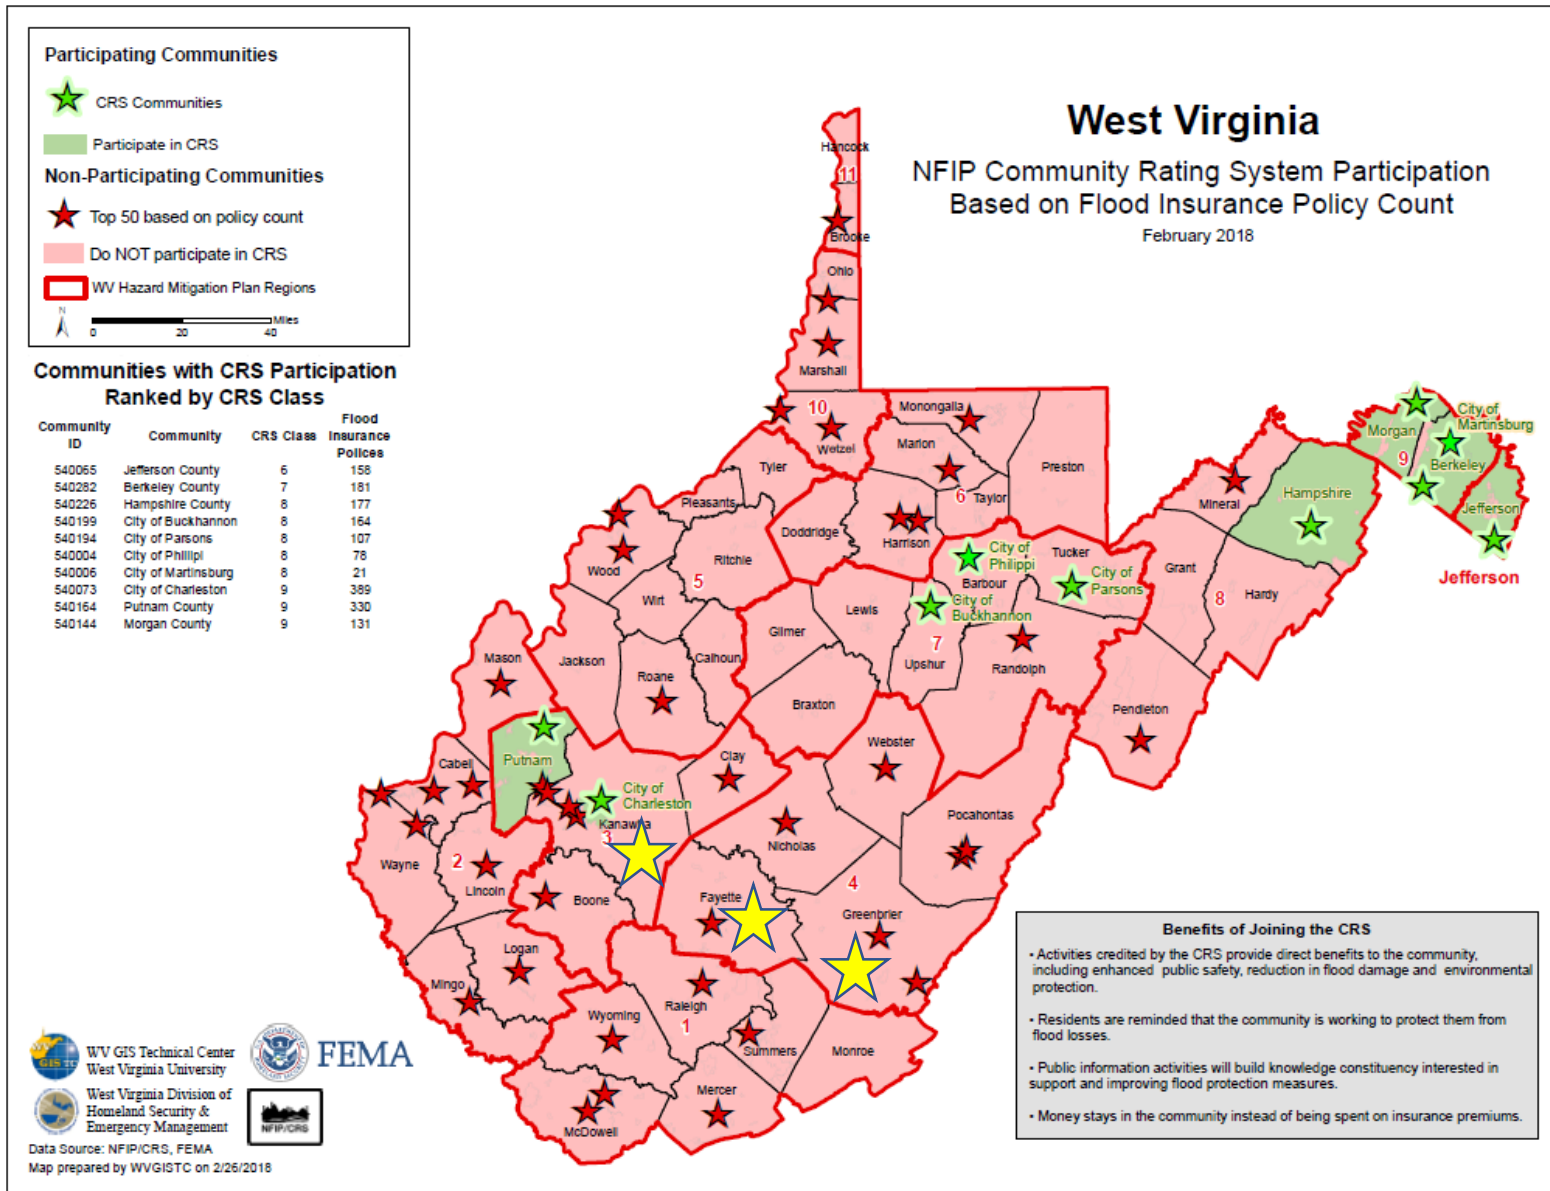 Participating Communities
CRS Communities
Participate in CRS
Non-Participating Communities
Top 50 based on policy count
Do NOT participate in CRS
WV Hazard Mitigation Plan Regions
N
Miles
0 20 40
West Virginia
NFIP Community Rating System Participation
Based on Flood Insurance Policy Count
February 2018
Communities with CRS Participation
Ranked by CRS Class
Community ID Community CRS Class Flood Insurance Polices
540065 Jefferson County 6 158
540282 Berkeley County 7 181
540226 Hampshire County 8 177
540199 City of Buckhannon 8 164
540194 City of Parsons 8 107
540004 City of Phillipi 8 78
540006 City of Martinsburg 8 21
540073 City of Charleston 9 389
540164 Putnam County 9 330
540144 Morgan County 9 131
Hancock
11
Brooke
Ohio
Marshall
10
Wetzel
Monongalia
Marion
Preston
Tyler
Pleasants
6
Taylor
Doddridge
Harrison
Mineral
Hampshire
Morgan
City of
Martinsburg
9
Berkeley
Jefferson
Jefferson
Wood
Ritchie
5
Wirt
City of
Philippi
Barbour
Tucker
City of
Parsons
Grant
8
Hardy
Lewis
City of
Buckhannon
Gilmer
7
Upshur
Randolph
Mason
Jackson
Roane
Calhoun
Braxton
Pendleton
Webster
Cabell
Putnam
Clay
City of
Charleston
Kanawha
3
Nicholas
Pocahontas
Wayne
2
Lincoln
Boone
Fayette
4
Greenbrier
Logan
Mingo
Raleigh
1
Wyoming
Summers
Monroe
Mercer
McDowell
Benefits of Joining the CRS
• Activities credited by the CRS provide direct benefits to the community,
including enhanced public safety, reduction in flood damage and environmental
protection.
• Residents are reminded that the community is working to protect them from
flood losses.
• Public information activities will build knowledge constituency interested in
support and improving flood protection measures.
• Money stays in the community instead of being spent on insurance premiums.
GIS TC
WV GIS Technical Center
West Virginia University
FEMA
West Virginia Division of
Homeland Security &
Emergency Management
NFIP/CRS
Data Source: NFIP/CRS, FEMA
Map prepared by WVGISTC on 2/26/2018